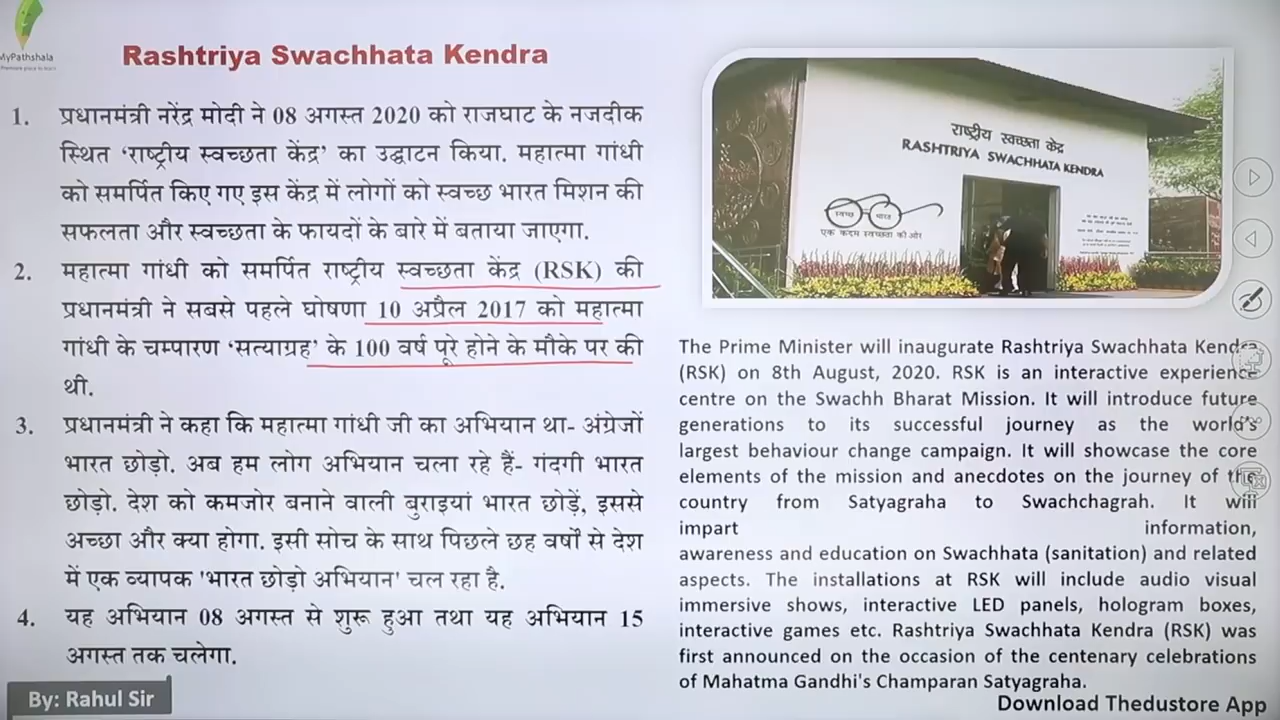 MyPathshala
Rashtriya Swachhata Kendra
1. प्रधानमंत्री नरेंद्र मोदी ने 08 अगस्त 2020 को राजघाट के नजदीक
स्थित ‘राष्ट्रीय स्वच्छता केंद्र’ का उद्घाटन किया. महात्मा गांधी
को समर्पित किए गए इस केंद्र में लोगों को स्वच्छ भारत मिशन की
सफलता और स्वच्छता के फायदों के बारे में बताया जाएगा.
2. महात्मा गांधी को समर्पित राष्ट्रीय स्वच्छता केंद्र (RSK) की
प्रधानमंत्री ने सबसे पहले घोषणा 10 अप्रैल 2017 को महात्मा
गांधी के चम्पारण ‘सत्याग्रह’ के 100 वर्ष पूरे होने के मौके पर की
थी.
3. प्रधानमंत्री ने कहा कि महात्मा गांधी जी का अभियान था- अंग्रेजों
भारत छोड़ो. अब हम लोग अभियान चला रहे हैं- गंदगी भारत
छोड़ो. देश को कमजोर बनाने वाली बुराइयां भारत छोड़ें, इससे
अच्छा और क्या होगा. इसी सोच के साथ पिछले छह वर्षों से देश
में एक व्यापक 'भारत छोड़ो अभियान' चल रहा है.
4. यह अभियान 08 अगस्त से शुरू हुआ तथा यह अभियान 15
अगस्त तक चलेगा.
By: Rahul Sir
राष्ट्रीय स्वच्छता केंद्र
RASHTRIYA SWACHHATA KENDRA
स्वच्छ भारत
एक कदम स्वच्छता की ओर
The Prime Minister will inaugurate Rashtriya Swachhata Kendra
(RSK) on 8th August, 2020. RSK is an interactive experience
centre on the Swachh Bharat Mission. It will introduce future
generations to its successful journey as the world's
largest behaviour change campaign. It will showcase the core
elements of the mission and anecdotes on the journey of the
country from Satyagraha to Swachchagrah. It will
impart information,
awareness and education on Swachhata (sanitation) and related
aspects. The installations at RSK will include audio visual
immersive shows, interactive LED panels, hologram boxes,
interactive games etc. Rashtriya Swachhata Kendra (RSK) was
first announced on the occasion of the centenary celebrations
of Mahatma Gandhi's Champaran Satyagraha.
Download Thedustore App